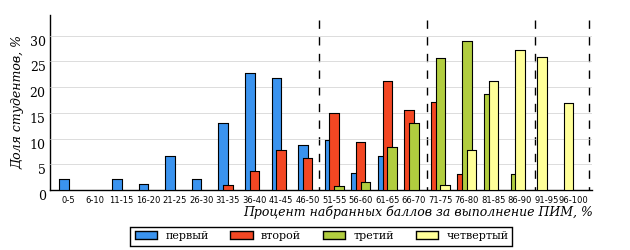 Доля студентов, %
30
25
20
15
10
5
0
0-5 6-10 11-15 16-20 21-25 26-30 31-35 36-40 41-45 46-50 51-55 56-60 61-65 66-70 71-75 76-80 81-85 86-90 91-95 96-100
Процент набранных баллов за выполнение ПИМ, %
первый второй третий четвертый